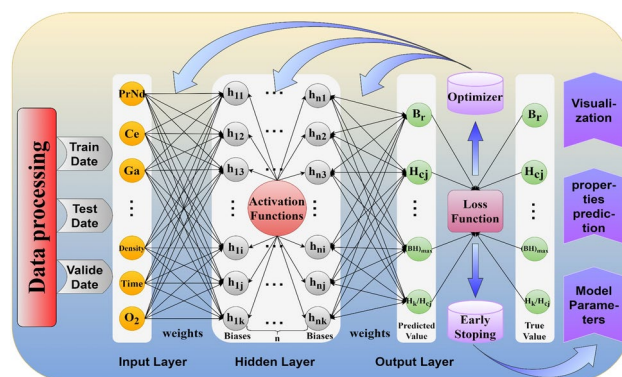 Data processing
Train
Date
Test
Date
Valide
Date
PrNd
Ce
Ga
Density
Time
O2
weights
Input Layer
h11
h12
h13
h1i
h1j
h1k
Biases
Activation
Functions
n
hn1
hn2
hn3
hni
hnj
hnk
Biases
Hidden Layer
weights
Br
Hcj
(BH)max
Hk/Hcj
Predicted
Value
Output Layer
Optimizer
Loss
Function
Early
Stoping
Br
Hcj
(BH)max
Hk/Hcj
True
Value
Visuali-
zation
properties
prediction
Model
Parame-
ters